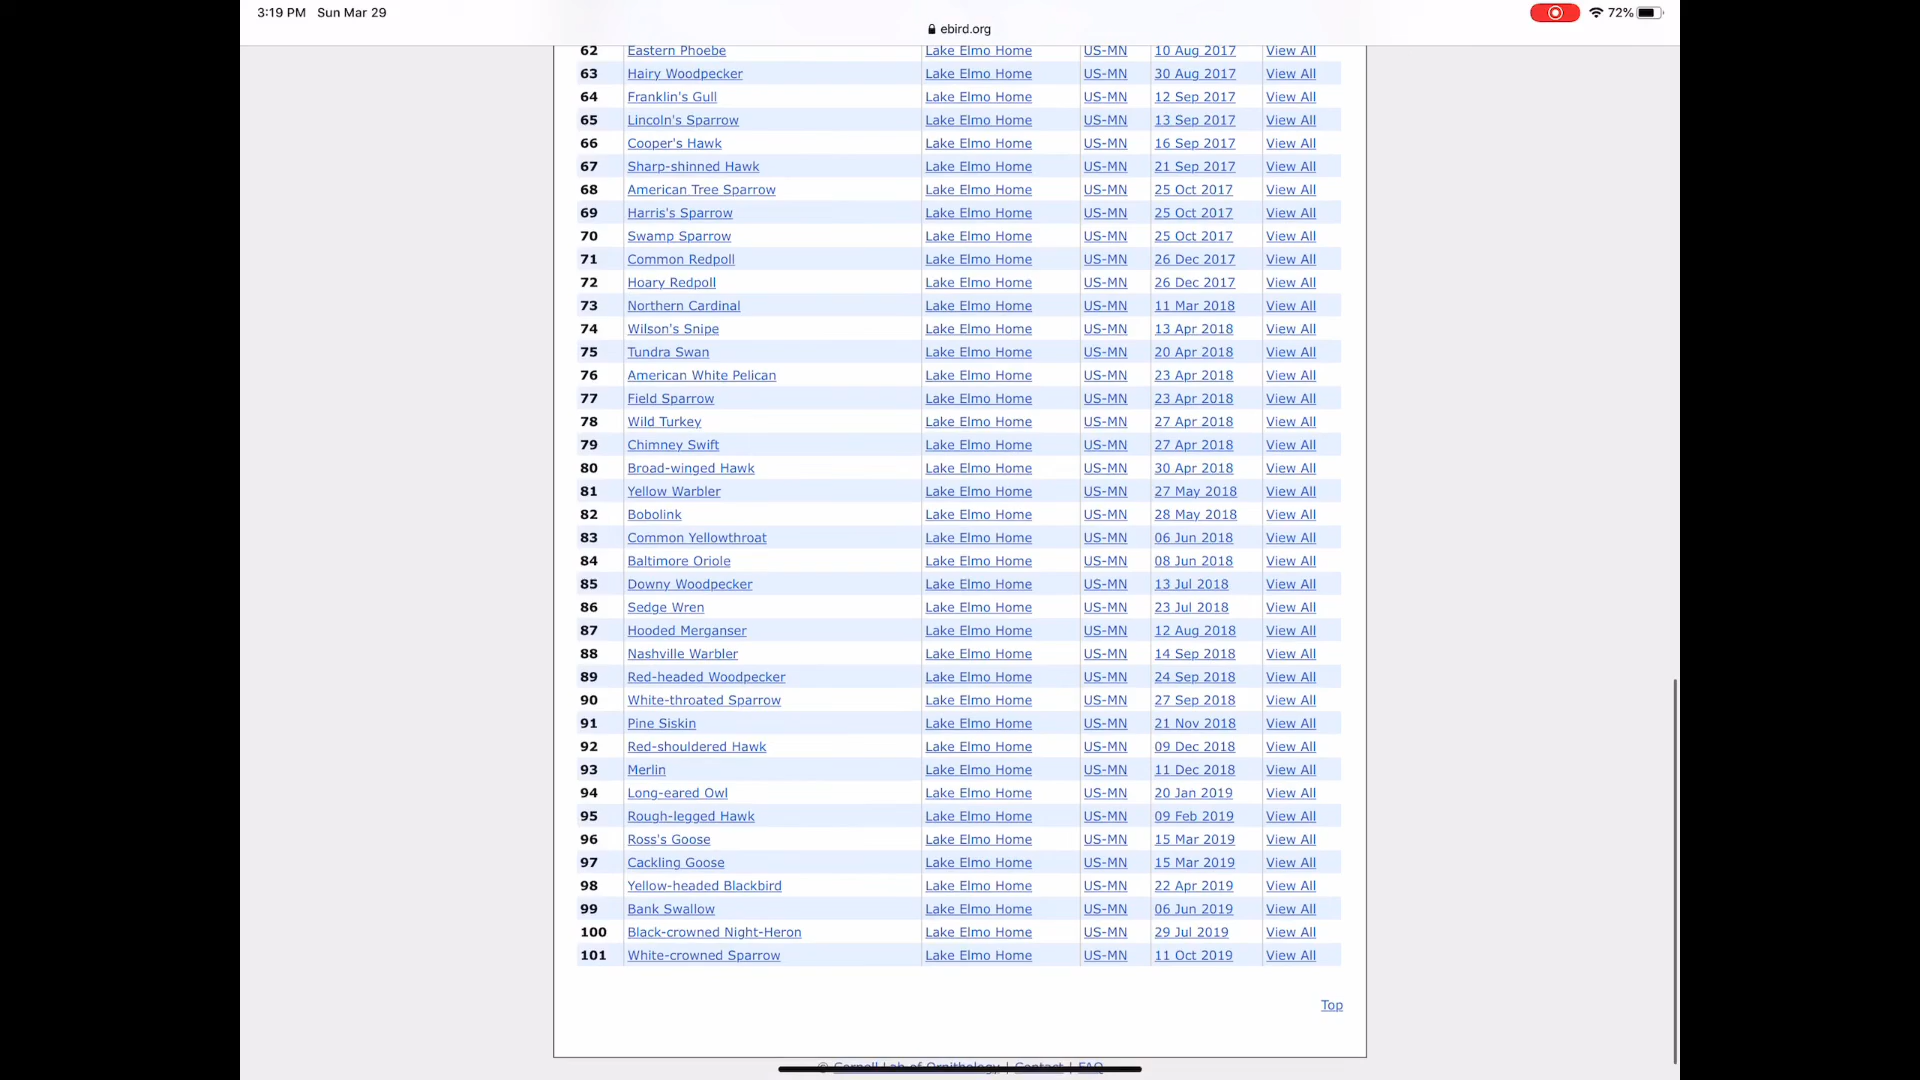 3:19 PM Sun Mar 29 72%
ebird.org
62 Eastern Phoebe Lake Elmo Home US-MN 10 Aug 2017 View All
63 Hairy Woodpecker Lake Elmo Home US-MN 30 Aug 2017 View All
64 Franklin's Gull Lake Elmo Home US-MN 12 Sep 2017 View All
65 Lincoln's Sparrow Lake Elmo Home US-MN 13 Sep 2017 View All
66 Cooper's Hawk Lake Elmo Home US-MN 16 Sep 2017 View All
67 Sharp-shinned Hawk Lake Elmo Home US-MN 21 Sep 2017 View All
68 American Tree Sparrow Lake Elmo Home US-MN 25 Oct 2017 View All
69 Harris's Sparrow Lake Elmo Home US-MN 25 Oct 2017 View All
70 Swamp Sparrow Lake Elmo Home US-MN 25 Oct 2017 View All
71 Common Redpoll Lake Elmo Home US-MN 26 Dec 2017 View All
72 Hoary Redpoll Lake Elmo Home US-MN 26 Dec 2017 View All
73 Northern Cardinal Lake Elmo Home US-MN 11 Mar 2018 View All
74 Wilson's Snipe Lake Elmo Home US-MN 13 Apr 2018 View All
75 Tundra Swan Lake Elmo Home US-MN 20 Apr 2018 View All
76 American White Pelican Lake Elmo Home US-MN 23 Apr 2018 View All
77 Field Sparrow Lake Elmo Home US-MN 23 Apr 2018 View All
78 Wild Turkey Lake Elmo Home US-MN 27 Apr 2018 View All
79 Chimney Swift Lake Elmo Home US-MN 27 Apr 2018 View All
80 Broad-winged Hawk Lake Elmo Home US-MN 30 Apr 2018 View All
81 Yellow Warbler Lake Elmo Home US-MN 27 May 2018 View All
82 Bobolink Lake Elmo Home US-MN 28 May 2018 View All
83 Common Yellowthroat Lake Elmo Home US-MN 06 Jun 2018 View All
84 Baltimore Oriole Lake Elmo Home US-MN 08 Jun 2018 View All
85 Downy Woodpecker Lake Elmo Home US-MN 13 Jul 2018 View All
86 Sedge Wren Lake Elmo Home US-MN 23 Jul 2018 View All
87 Hooded Merganser Lake Elmo Home US-MN 12 Aug 2018 View All
88 Nashville Warbler Lake Elmo Home US-MN 14 Sep 2018 View All
89 Red-headed Woodpecker Lake Elmo Home US-MN 24 Sep 2018 View All
90 White-throated Sparrow Lake Elmo Home US-MN 27 Sep 2018 View All
91 Pine Siskin Lake Elmo Home US-MN 21 Nov 2018 View All
92 Red-shouldered Hawk Lake Elmo Home US-MN 09 Dec 2018 View All
93 Merlin Lake Elmo Home US-MN 11 Dec 2018 View All
94 Long-eared Owl Lake Elmo Home US-MN 20 Jan 2019 View All
95 Rough-legged Hawk Lake Elmo Home US-MN 09 Feb 2019 View All
96 Ross's Goose Lake Elmo Home US-MN 15 Mar 2019 View All
97 Cackling Goose Lake Elmo Home US-MN 15 Mar 2019 View All
98 Yellow-headed Blackbird Lake Elmo Home US-MN 22 Apr 2019 View All
99 Bank Swallow Lake Elmo Home US-MN 06 Jun 2019 View All
100 Black-crowned Night-Heron Lake Elmo Home US-MN 29 Jul 2019 View All
101 White-crowned Sparrow Lake Elmo Home US-MN 11 Oct 2019 View All
Top
© Cornell Lab of Ornithology | Contact | FAQ